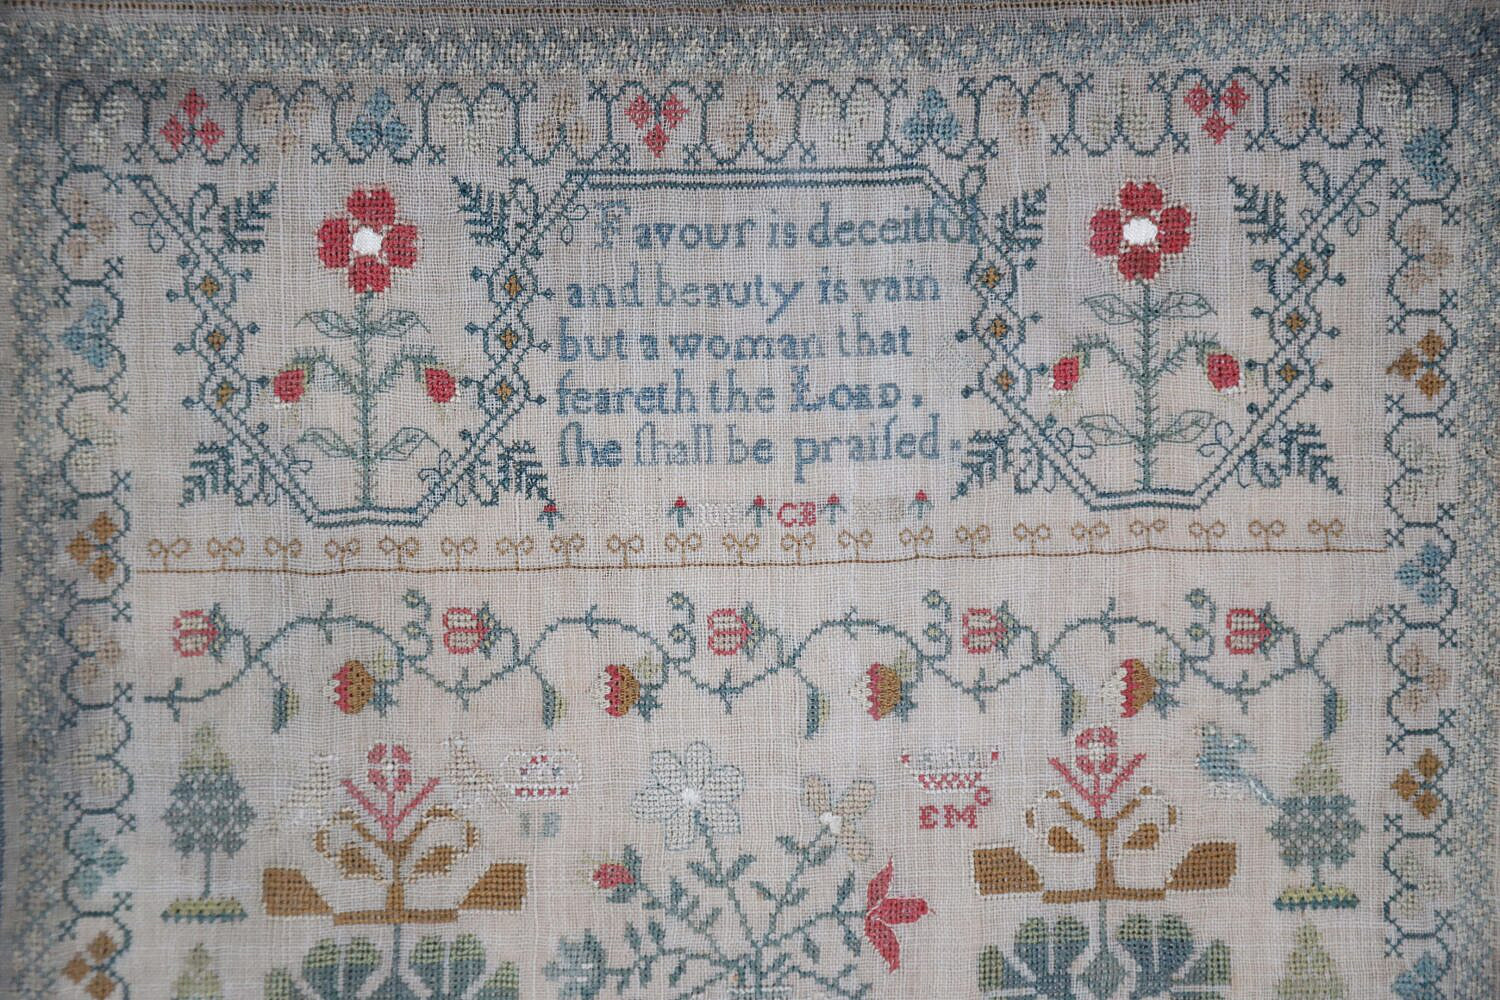 Favour is deceitful
and beauty is vain
but a woman that
feareth the LORD.
ſhe ſhall be praiſed.
CB
IB
EMc